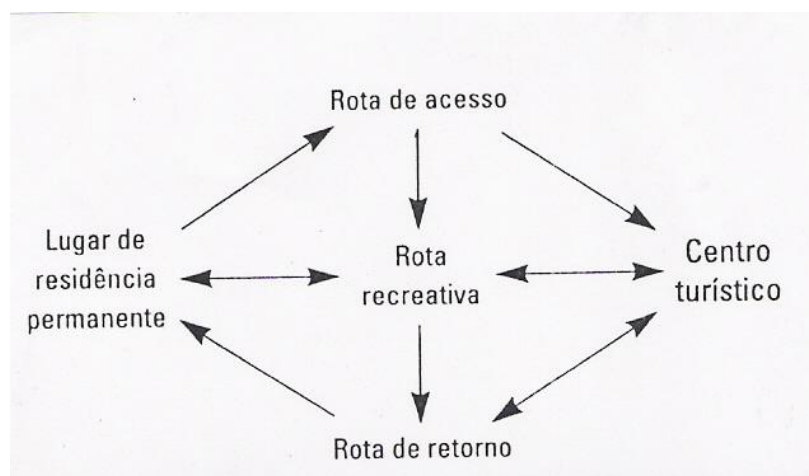 Rota de acesso
Lugar de
residência
permanente
Rota
recreativa
Centro
turístico
Rota de retorno